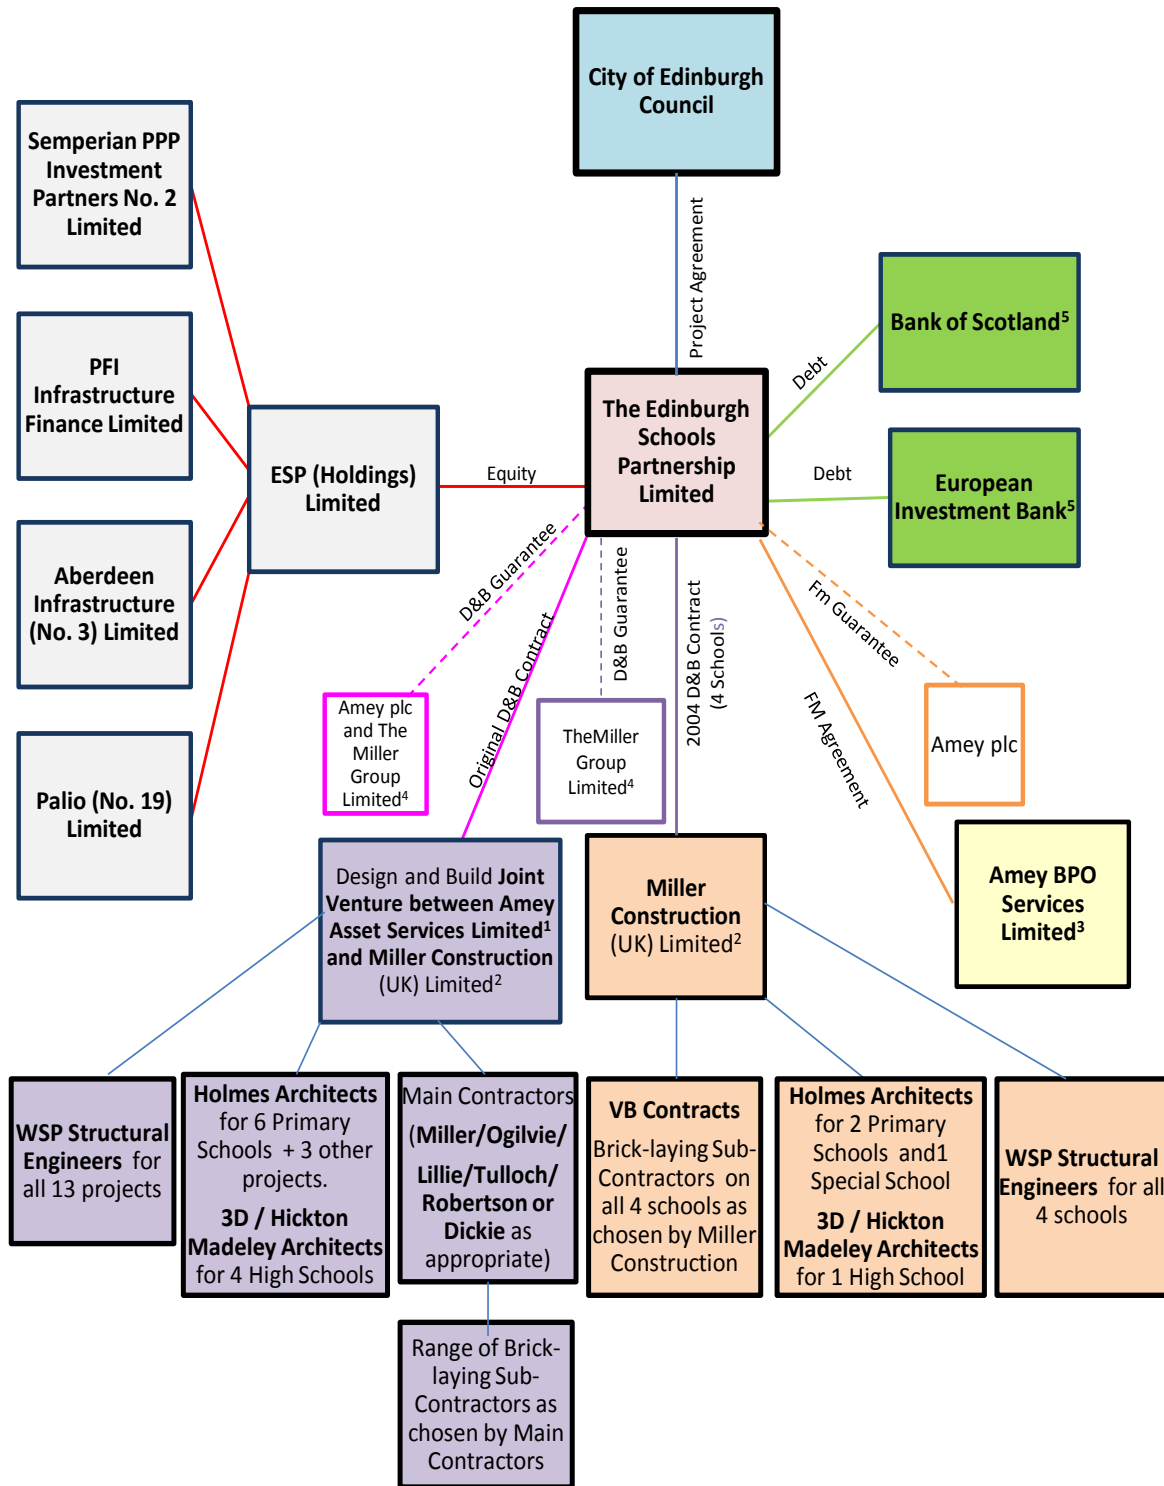 City of Edinburgh
Council
Semperian PPP
Investment
Partners No. 2
Limited
Project Agreement
Bank of Scotland5
Debt
PFI
Infrastructure
Finance Limited
The Edinburgh
Schools
Partnership
Limited
ESP (Holdings)
Limited
Equity
Debt
European
Investment Bank5
Aberdeen
Infrastructure
(No. 3) Limited
D&B Guarantee
Original D&B Contract
D&B Guarantee
2004 D&B Contract
(4 Schools)
Fm Guarantee
FM Agreement
Amey plc
and The
Miller
Group
Limited4
TheMiller
Group
Limited4
Amey plc
Palio (No. 19)
Limited
Design and Build Joint
Venture between Amey
Asset Services Limited1
and Miller Construction
(UK) Limited2
Miller
Construction
(UK) Limited2
Amey BPO
Services
Limited3
WSP Structural
Engineers for
all 13 projects
Holmes Architects
for 6 Primary
Schools + 3 other
projects.
3D / Hickton
Madeley Architects
for 4 High Schools
Main Contractors
(Miller/Ogilvie/
Lillie/Tulloch/
Robertson or
Dickie as
appropriate)
VB Contracts
Brick-laying Sub-
Contractors on
all 4 schools as
chosen by Miller
Construction
Holmes Architects
for 2 Primary
Schools and1
Special School
3D / Hickton
Madeley Architects
for 1 High School
WSP Structural
Engineers for all
4 schools
Range of Brick-
laying Sub-
Contractors as
chosen by Main
Contractors